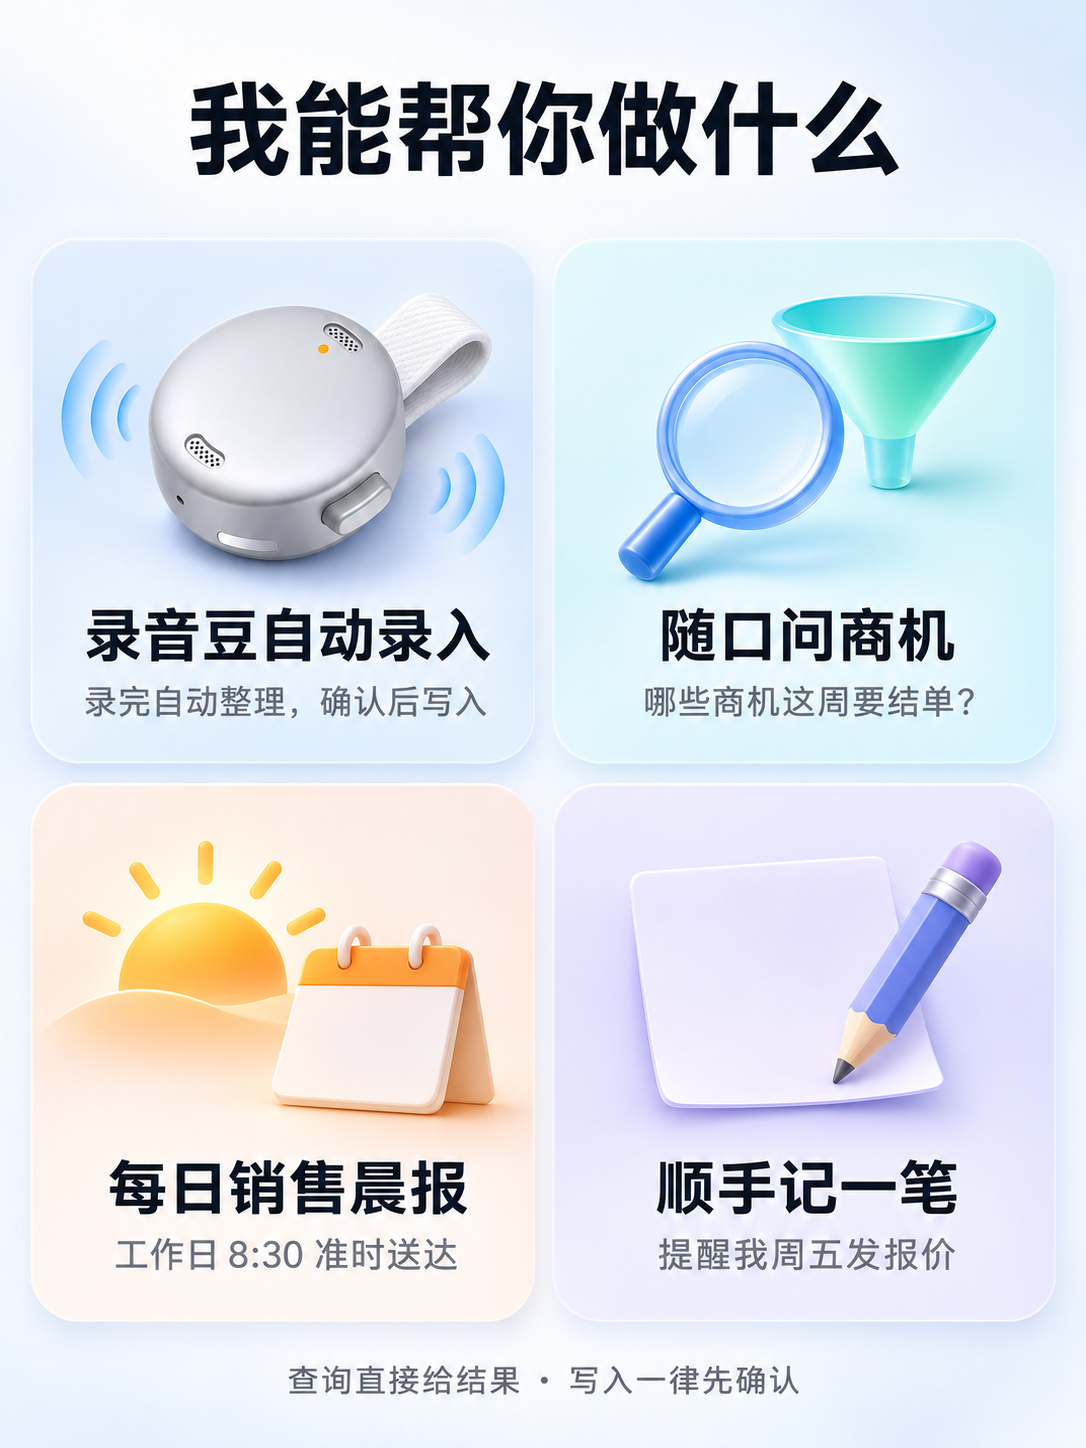 我能帮你做什么
录音豆自动录入
录完自动整理，确认后写入
随口问商机
哪些商机这周要结单？
每日销售晨报
工作日 8:30 准时送达
顺手记一笔
提醒我周五发报价
查询直接给结果 • 写入一律先确认